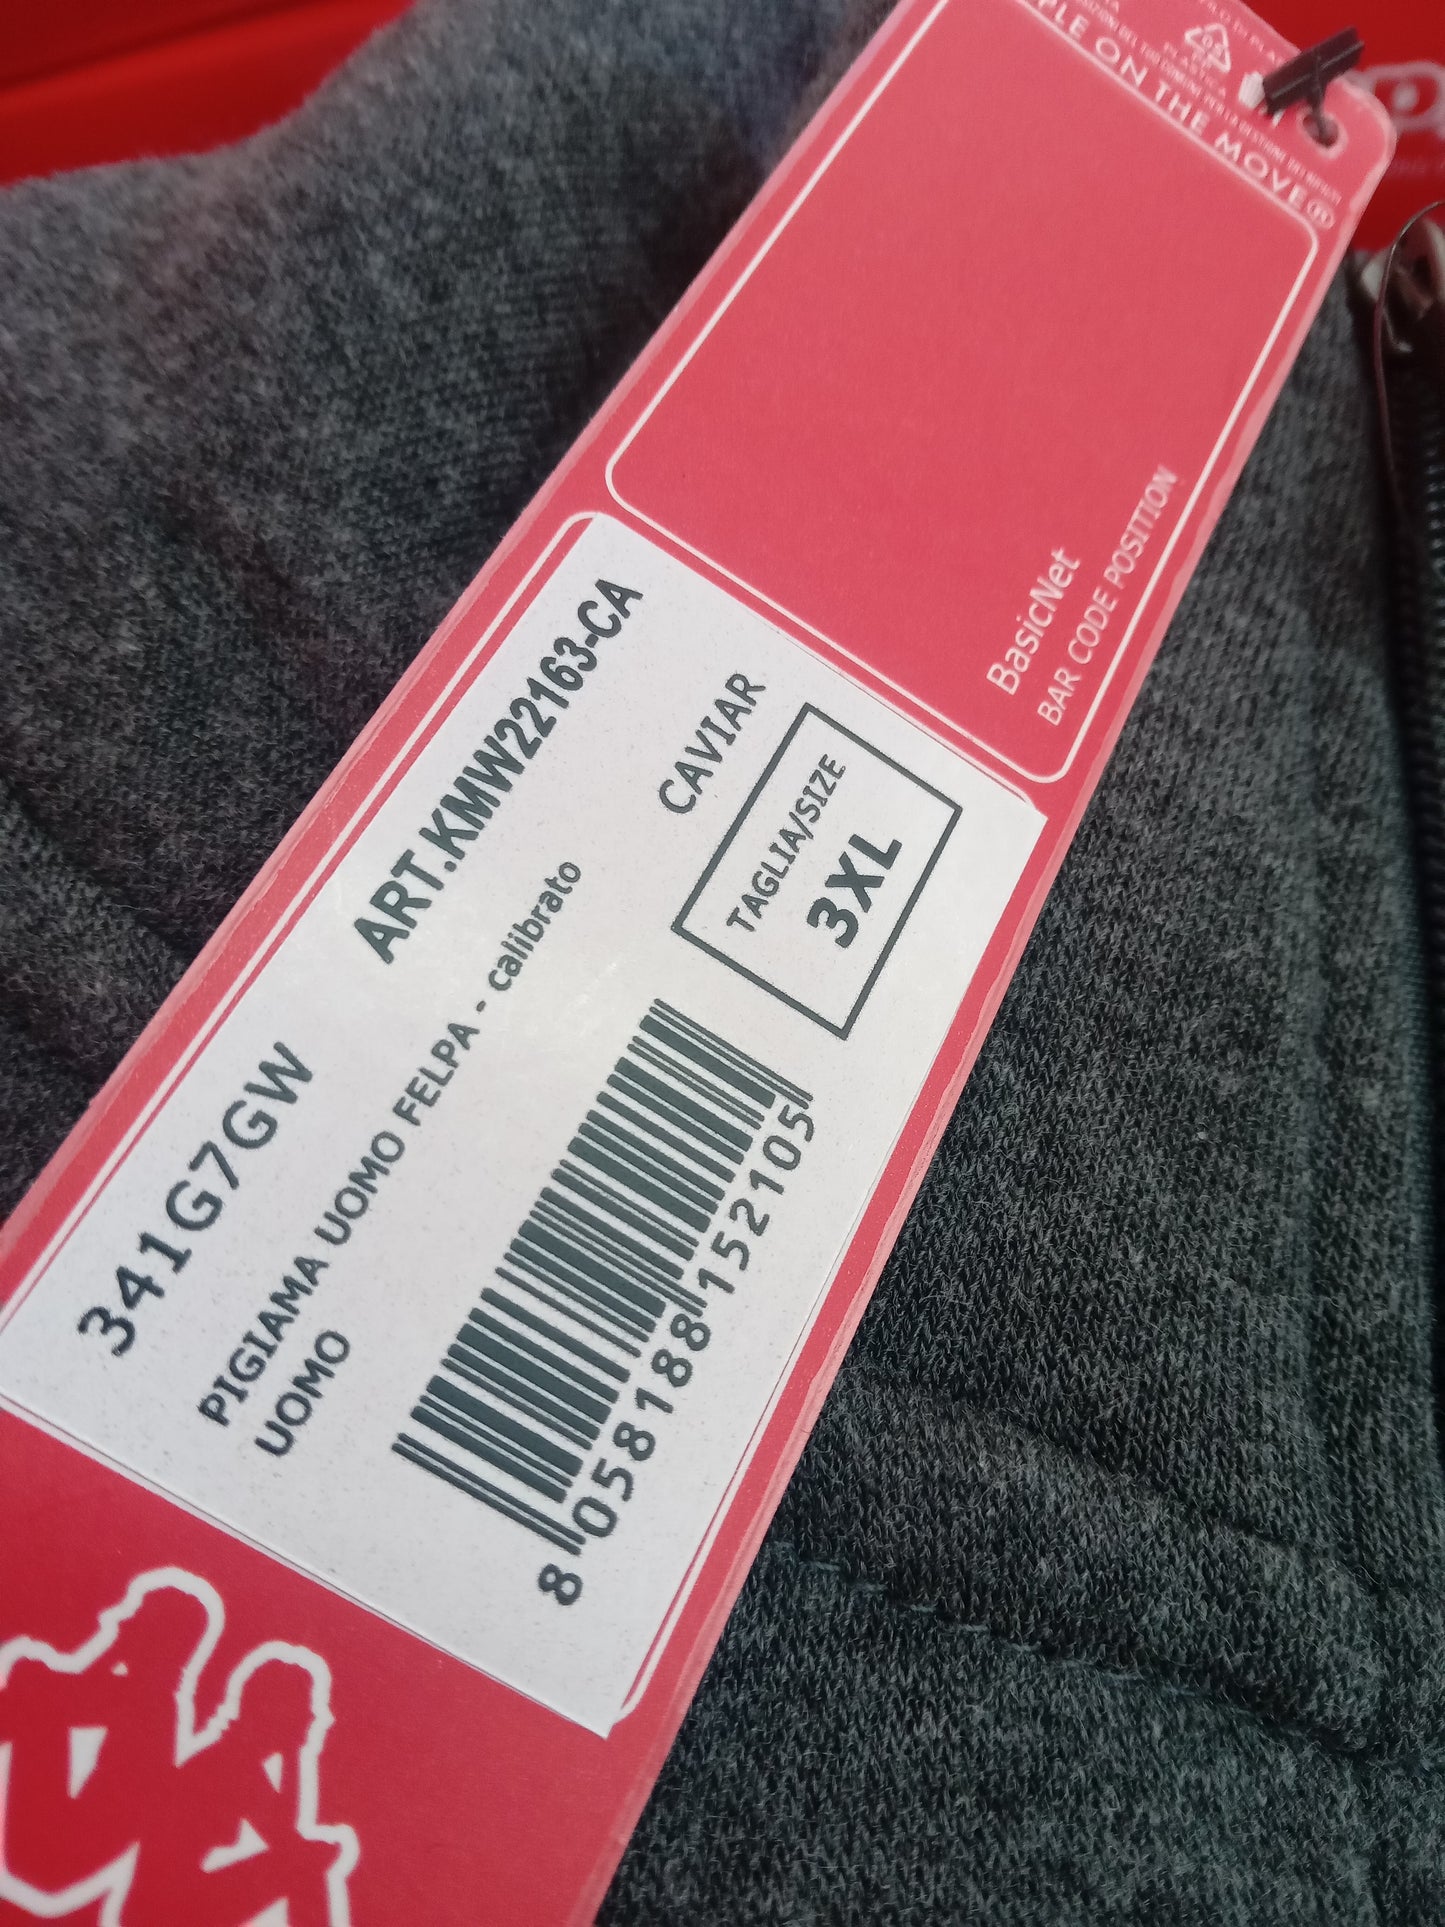 PLE ON THE MOVE®
BasicNet
BAR CODE POSITION
341G7GW
ART.KMW22163-CA
PIGIAMA UOMO FELPA - calibrato
UOMO
CAVIAR
TAGLIA/SIZE
3XL
8 058188 152105